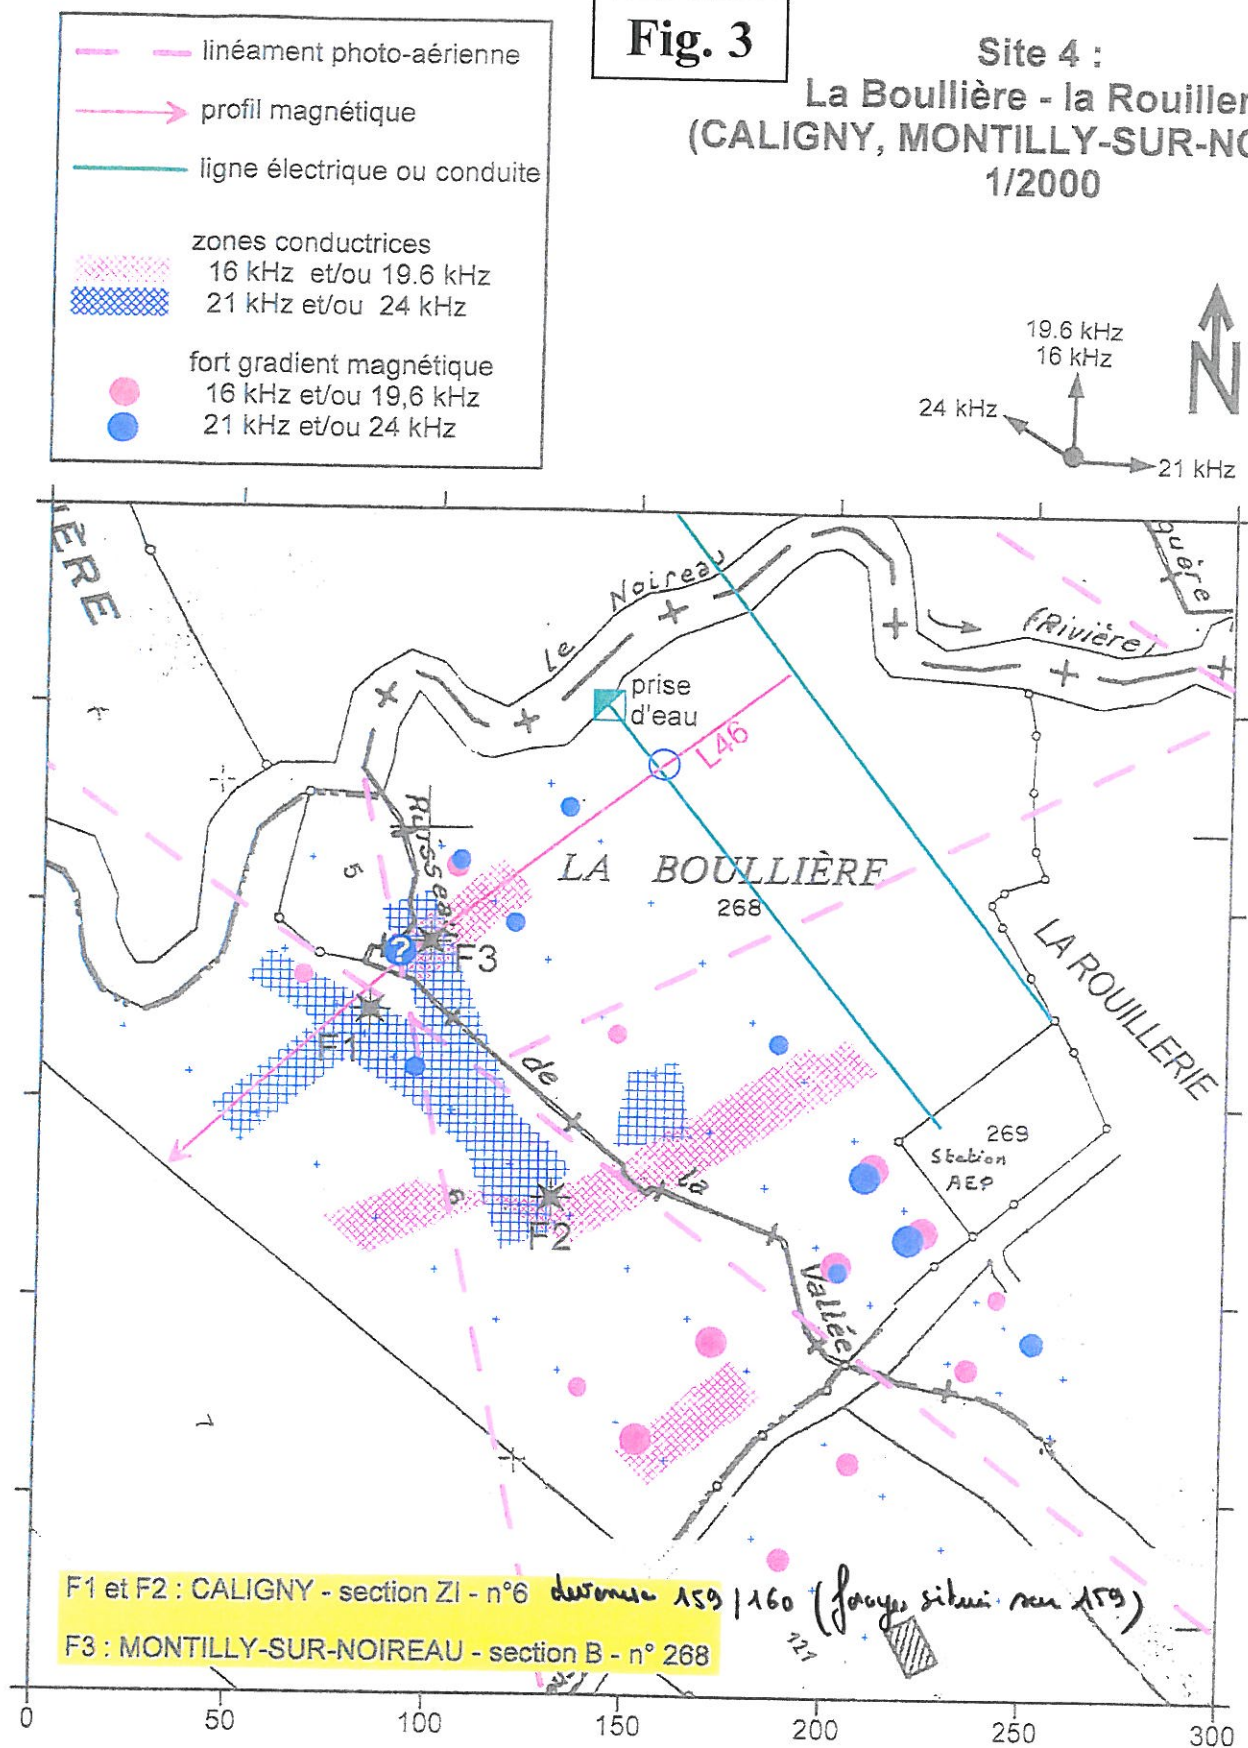 linéament photo-aérienne
profil magnétique
ligne électrique ou conduite
zones conductrices
16 kHz et/ou 19.6 kHz
21 kHz et/ou 24 kHz
fort gradient magnétique
16 kHz et/ou 19,6 kHz
21 kHz et/ou 24 kHz
Fig. 3
Site 4 :
La Boullière - la Rouiller
(CALIGNY, MONTILLY-SUR-NO
1/2000
19.6 kHz
16 kHz
24 kHz
21 kHz
N
IÈRE
quère
Le Noireau
(Rivière)
prise
d'eau
L46
Ruisseau
5
LA BOULLIÈRE
268
?
F3
F1
LA ROUILLERIE
de
269
Station
AEP
la
6
F2
Vallée
7
F1 et F2 : CALIGNY - section ZI - n°6 159/160 (forages situés sur 159)
F3 : MONTILLY-SUR-NOIREAU - section B - n° 268
121
0 50 100 150 200 250 300